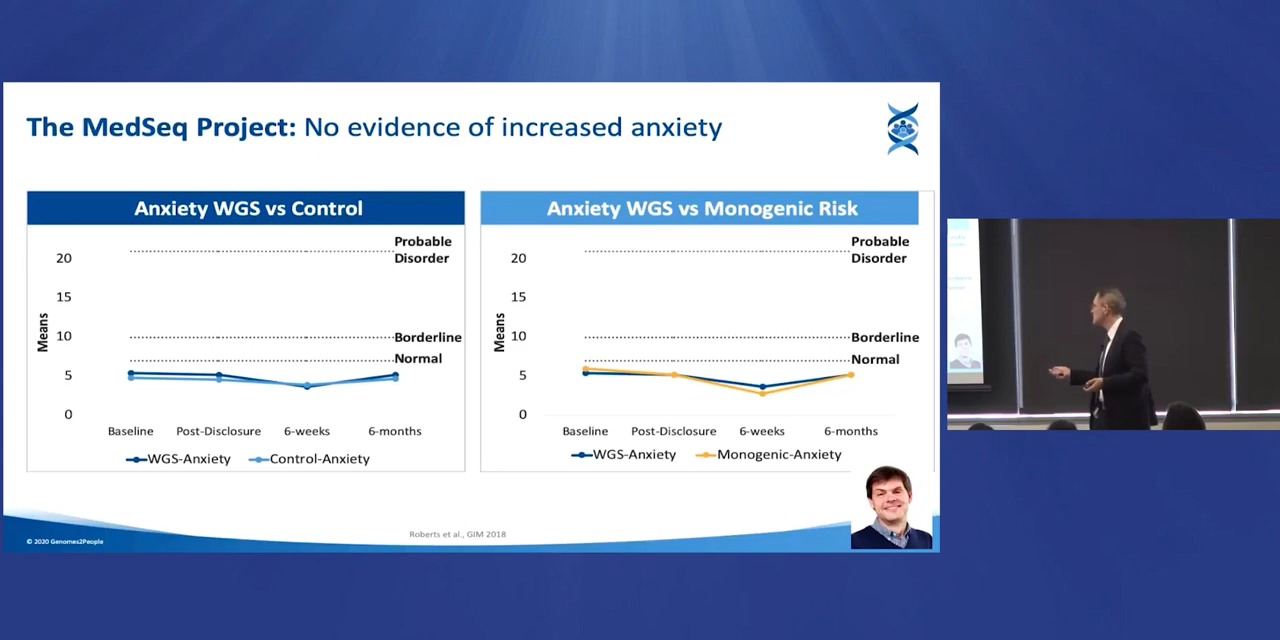 The MedSeq Project: No evidence of increased anxiety
Anxiety WGS vs Control
Probable
Disorder
Borderline
Normal
20
15
10
5
0
Means
Baseline
Post-Disclosure
6-weeks
6-months
WGS-Anxiety
Control-Anxiety
Anxiety WGS vs Monogenic Risk
Probable
Disorder
Borderline
Normal
20
15
10
5
0
Means
Baseline
Post-Disclosure
6-weeks
6-months
WGS-Anxiety
Monogenic-Anxiety
Roberts et al., GIM 2018
© 2020 Genomes2People